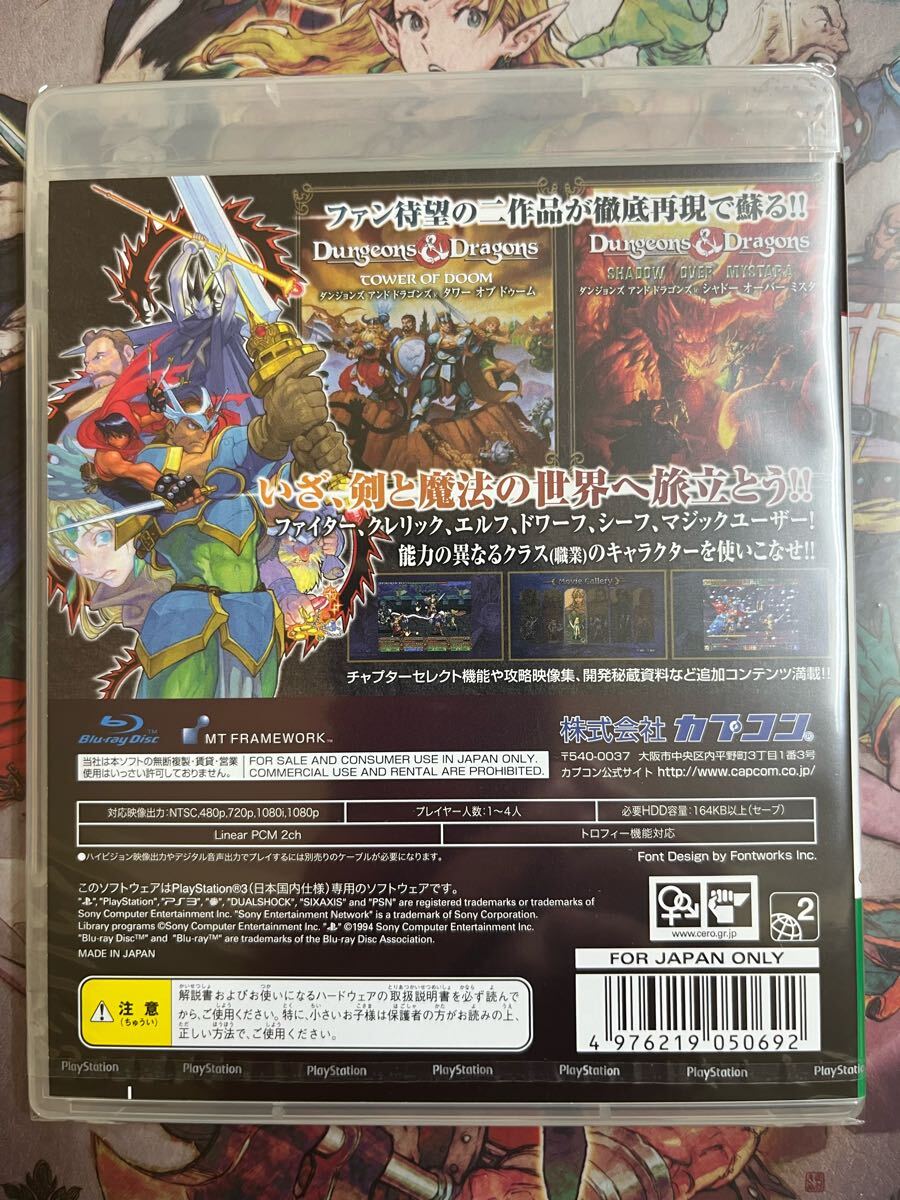 ファン待望の二作品が徹底再現で蘇る!!
Dungeons & Dragons
TOWER OF DOOM
ダンジョンズ アンド ドラゴンズ® タワー オブ ドゥーム
Dungeons & Dragons
SHADOW OVER MYSTARA
ダンジョンズ アンド ドラゴンズ® シャドー オーバー ミスタ
いざ、剣と魔法の世界へ旅立とう!!
ファイター、クレリック、エルフ、ドワーフ、シーフ、マジックユーザー!
能力の異なるクラス(職業)のキャラクターを使いこなせ!!
Movie Gallery
チャプターセレクト機能や攻略映像集、開発秘蔵資料など追加コンテンツ満載!!
Blu-ray Disc™
MT FRAMEWORK™
株式会社 カプコン®
〒540-0037 大阪市中央区内平野町3丁目1番3号
カプコン公式サイト http://www.capcom.co.jp/
当社は本ソフトの無断複製・賃貸・営業
使用はいっさい許可しておりません。
FOR SALE AND CONSUMER USE IN JAPAN ONLY.
COMMERCIAL USE AND RENTAL ARE PROHIBITED.
対応映像出力:NTSC,480p,720p,1080i,1080p
プレイヤー人数:1〜4人
必要HDD容量:164KB以上(セーブ)
Linear PCM 2ch
トロフィー機能対応
●ハイビジョン映像出力やデジタル音声出力でプレイするには別売りのケーブルが必要になります。
Font Design by Fontworks Inc.
このソフトウェアはPlayStation®3(日本国内仕様)専用のソフトウェアです。
" ", "PlayStation", "PS3", " ", "DUALSHOCK", "SIXAXIS" and "PSN" are registered trademarks or trademarks of
Sony Computer Entertainment Inc. "Sony Entertainment Network" is a trademark of Sony Corporation.
Library programs ©Sony Computer Entertainment Inc. " "©1994 Sony Computer Entertainment Inc.
"Blu-ray Disc™" and "Blu-ray™" are trademarks of the Blu-ray Disc Association.
MADE IN JAPAN
www.cero.gr.jp
2
FOR JAPAN ONLY
注意
(ちゅうい)
解説書およびお使いになるハードウェアの取扱説明書を必ず読んで
から、ご使用ください。特に、小さいお子様は保護者の方がお読みの上、
正しい方法で、ご使用ください。
4 976219 050692
PlayStation PlayStation PlayStation PlayStation PlayStation PlayStati